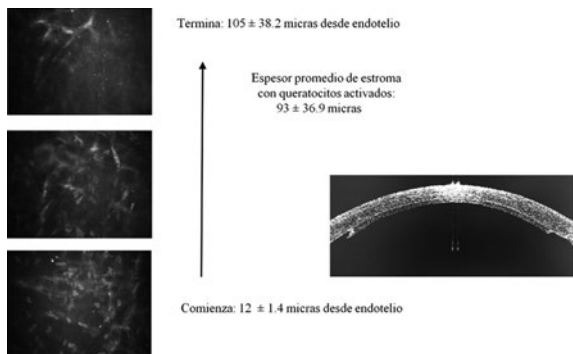 Termina: 105 ± 38.2 micras desde endotelio
Espesor promedio de estroma
con queratocitos activados:
93 ± 36.9 micras
Comienza: 12 ± 1.4 micras desde endotelio